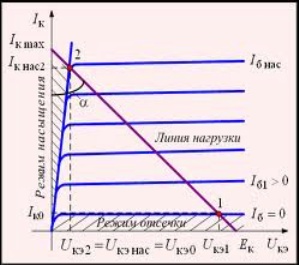 Iк
Iк max
Iк нас2
2
Iб нас
α
Режим насыщения
Линия нагрузки
Iб1 > 0
Iк0
1
Iб = 0
Режим отсечки
Uкэ2 = Uкэ нас = Uкэ0 Uкэ1 Eк Uкэ